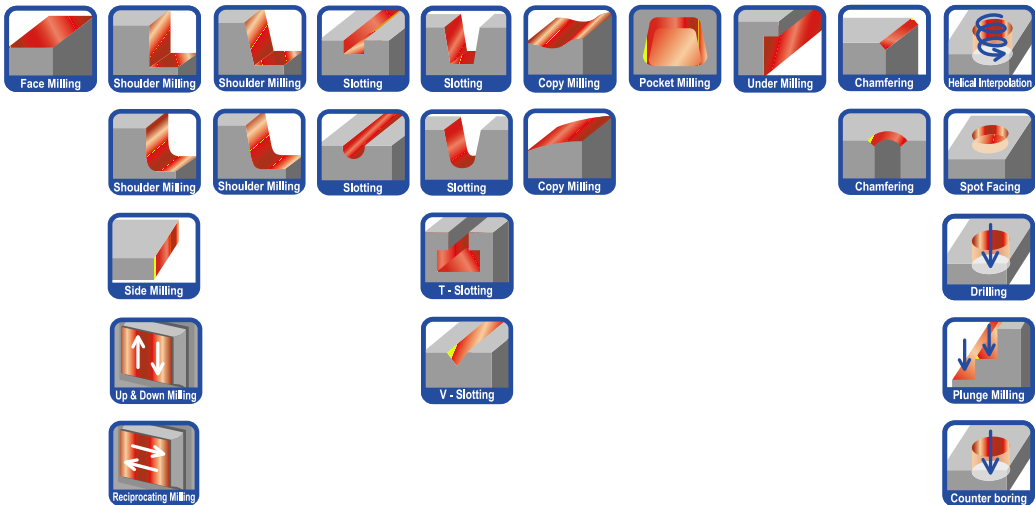 Face Milling
Shoulder Milling
Shoulder Milling
Slotting
Slotting
Copy Milling
Pocket Milling
Under Milling
Chamfering
Helical Interpolation
Shoulder Milling
Shoulder Milling
Slotting
Slotting
Copy Milling
Chamfering
Spot Facing
Side Milling
T - Slotting
Drilling
Up & Down Milling
V - Slotting
Plunge Milling
Reciprocating Milling
Counter boring